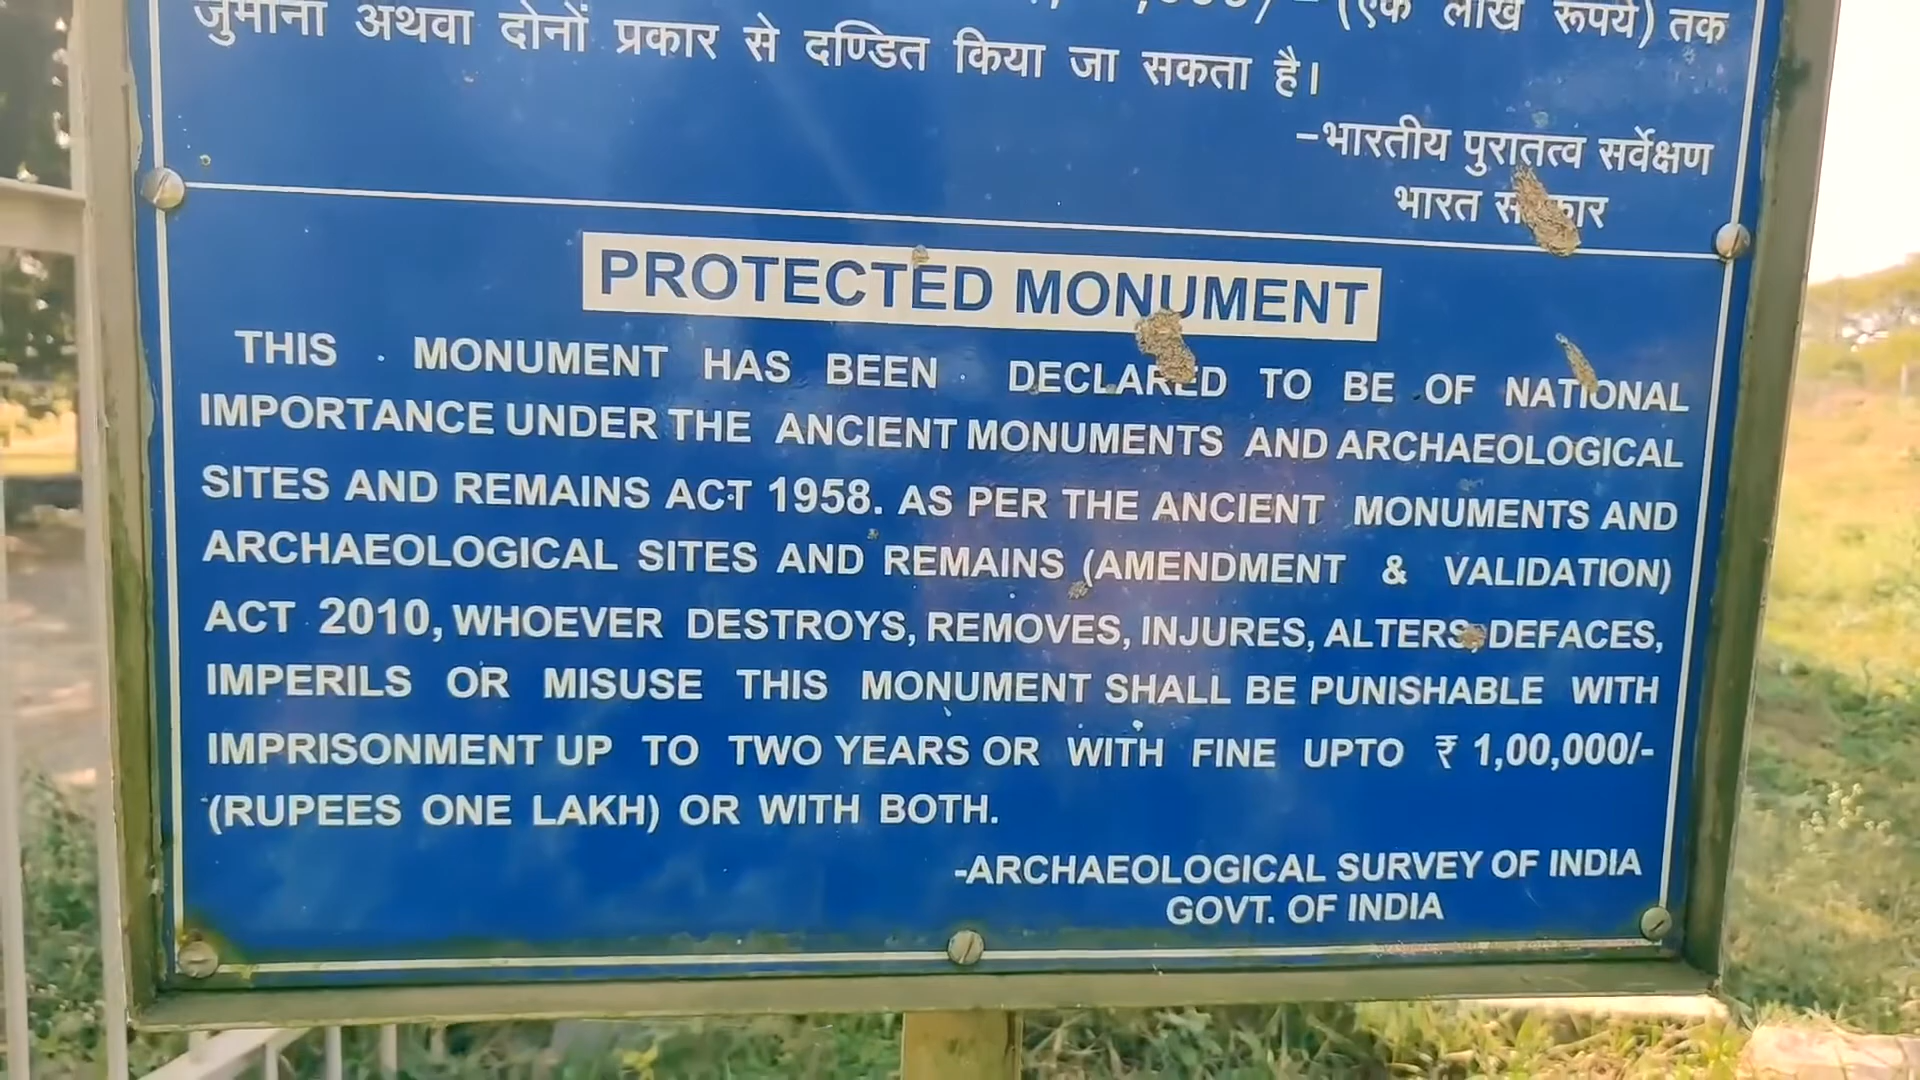 जुर्माना अथवा दोनों प्रकार से दण्डित किया जा सकता है।
(एक लाख रूपये) तक
–भारतीय पुरातत्व सर्वेक्षण
भारत
PROTECTED MONUMENT
THIS MONUMENT HAS BEEN DECLARED TO BE OF NATIONAL
IMPORTANCE UNDER THE ANCIENT MONUMENTS AND ARCHAEOLOGICAL
SITES AND REMAINS ACT 1958. AS PER THE ANCIENT MONUMENTS AND
ARCHAEOLOGICAL SITES AND REMAINS (AMENDMENT & VALIDATION)
ACT 2010, WHOEVER DESTROYS, REMOVES, INJURES, ALTERS, DEFACES,
IMPERILS OR MISUSE THIS MONUMENT SHALL BE PUNISHABLE WITH
IMPRISONMENT UP TO TWO YEARS OR WITH FINE UPTO ₹ 1,00,000/-
(RUPEES ONE LAKH) OR WITH BOTH.
-ARCHAEOLOGICAL SURVEY OF INDIA
GOVT. OF INDIA